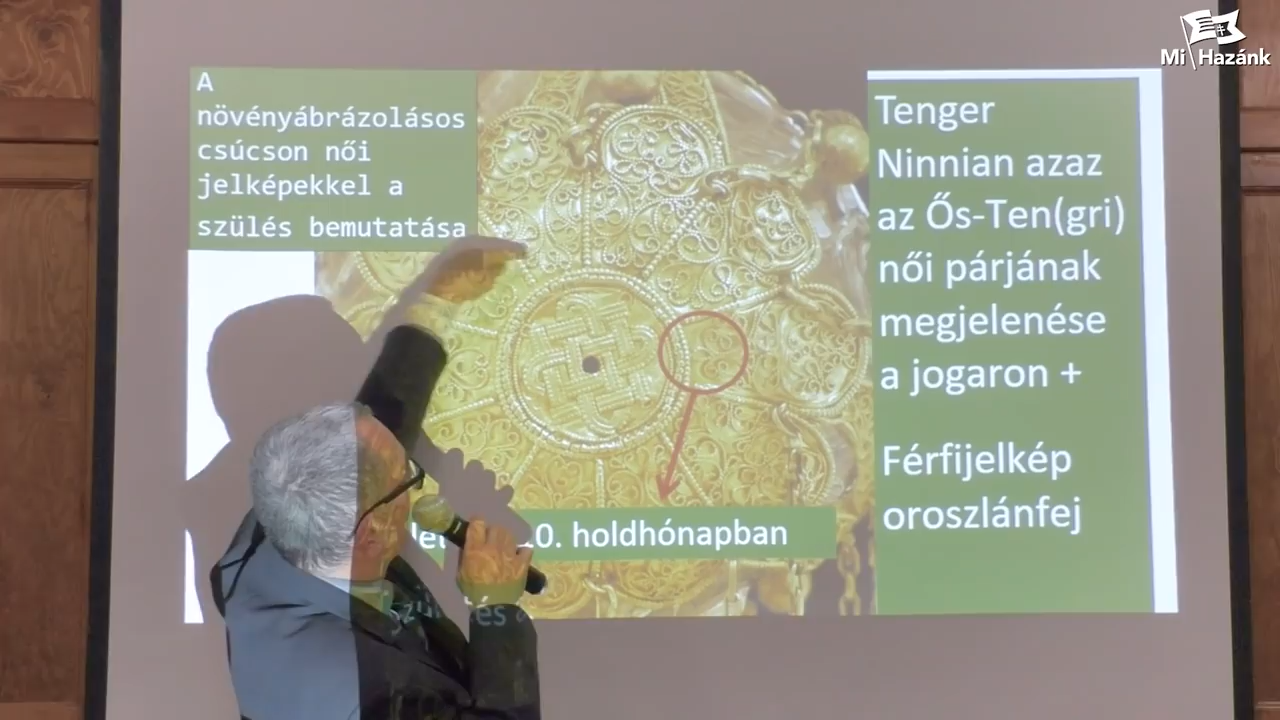 Mi Hazánk
A
növényábrázolásos
csúcson női
jelképekkel a
szülés bemutatása
Tenger
Ninnian azaz
az Ős-Ten(gri)
női párjának
megjelenése
a jogaron +
Férfijelkép
oroszlánfej
10. holdhónapban